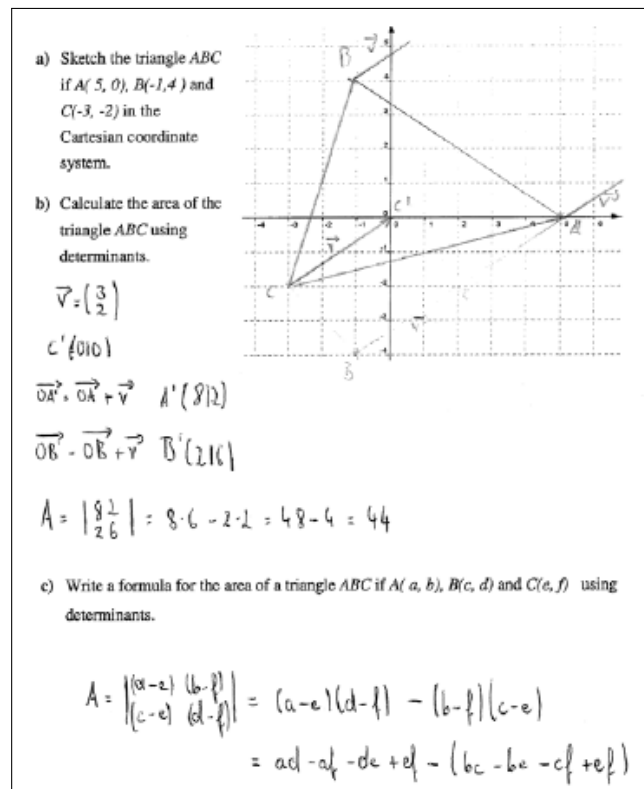 a) Sketch the triangle ABC
if A( 5, 0), B(-1,4 ) and
C(-3, -2) in the
Cartesian coordinate
system.
b) Calculate the area of the
triangle ABC using
determinants.
v⃗ = (3 2)
C'(0|0)
OA'⃗ = OA⃗ + v⃗ A'(8|2)
OB'⃗ = OB⃗ + v⃗ B'(2|6)
A = |8 2 2 6| = 8·6 - 2·2 = 48-4 = 44
B v⃗
C'
A v⃗
v⃗
C
v⃗
B
c) Write a formula for the area of a triangle ABC if A( a, b), B(c, d) and C(e, f) using
determinants.
A = |(a-e) (b-f) (c-e) (d-f)| = (a-e)(d-f) - (b-f)(c-e)
= ad - af - de + ef - (bc - be - cf + ef)